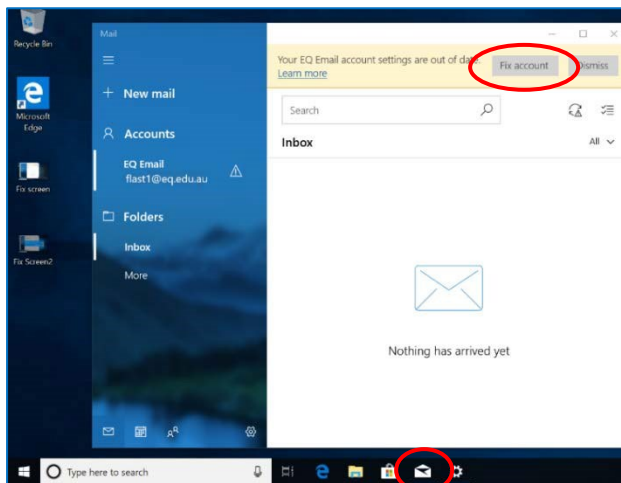 Recycle Bin
Microsoft
Edge
Fix screen
Fix Screen2
Mail
New mail
Accounts
EQ Email
flast1@eq.edu.au
Folders
Inbox
More
Your EQ Email account settings are out of date.
Learn more
Fix account
Dismiss
Search
Inbox
All
Nothing has arrived yet
Type here to search